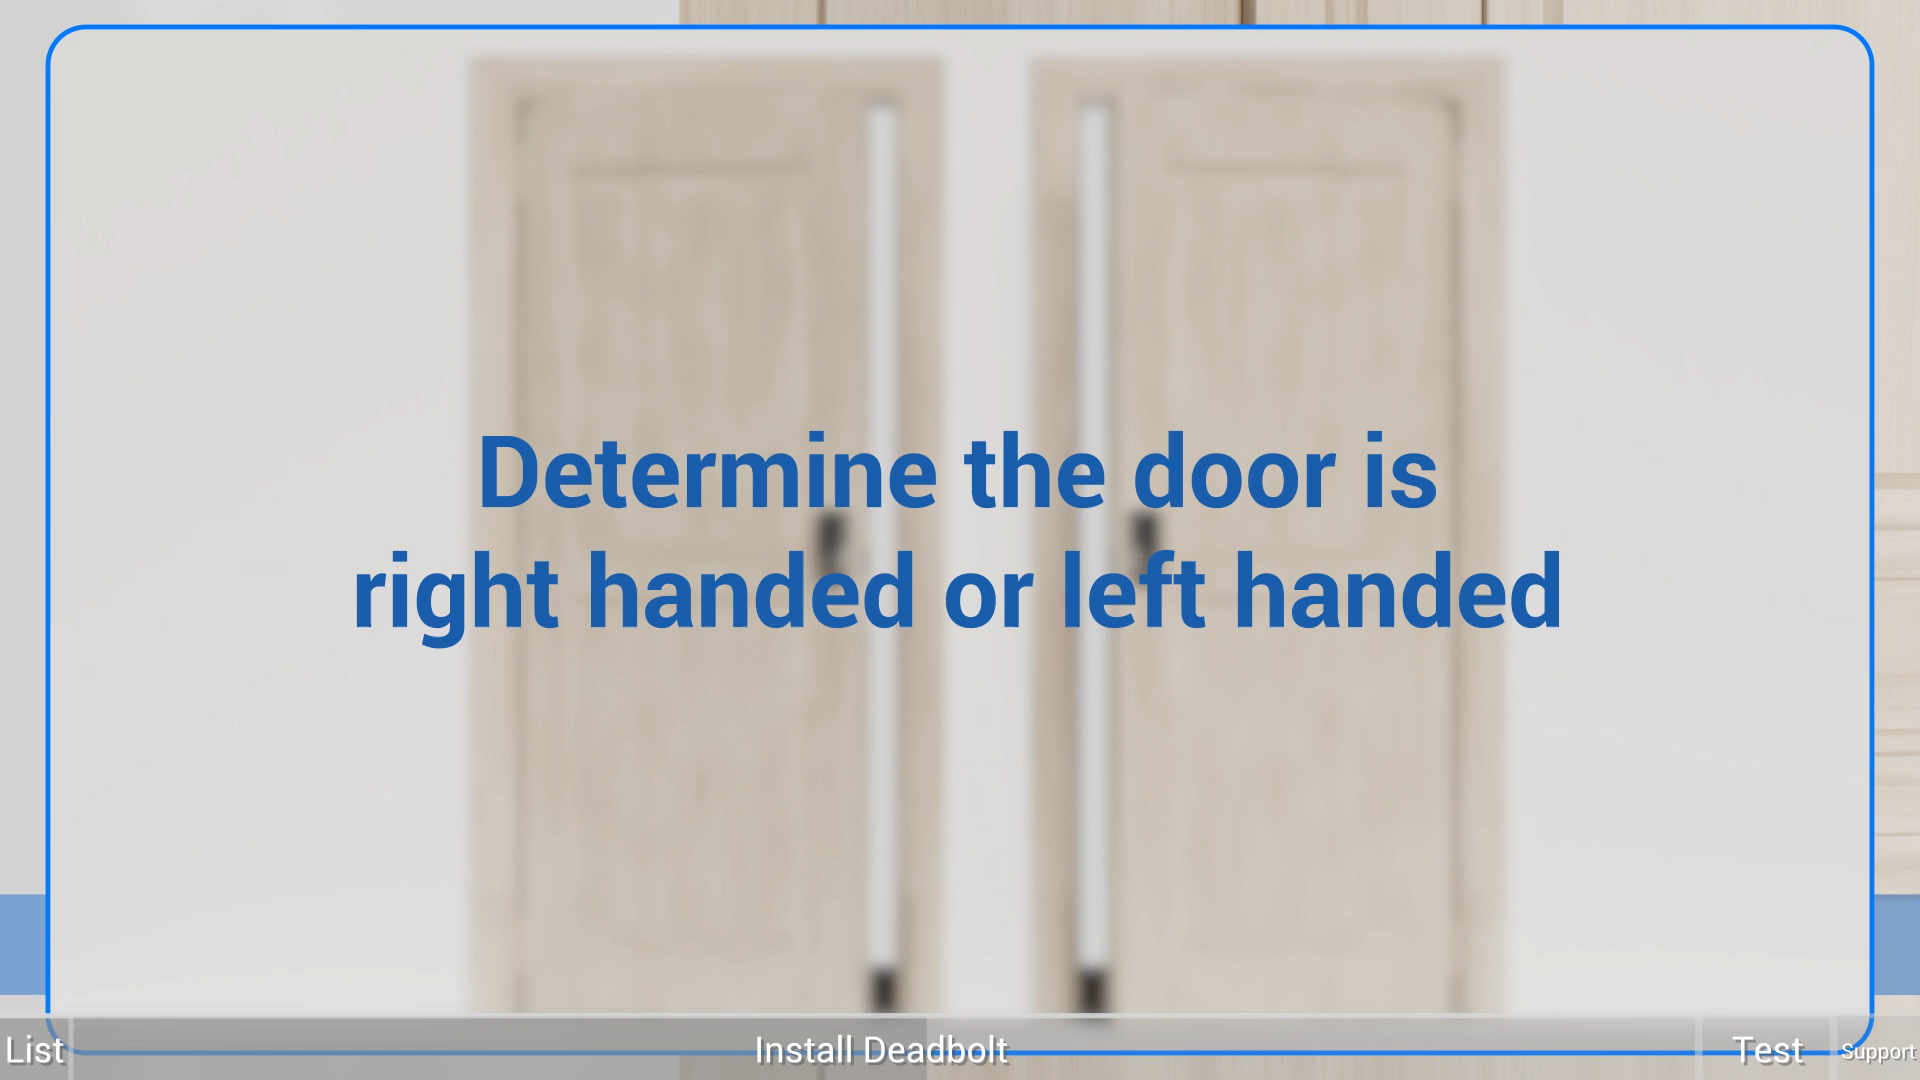 Determine the door is
right handed or left handed
List
Install Deadbolt
Test
Support